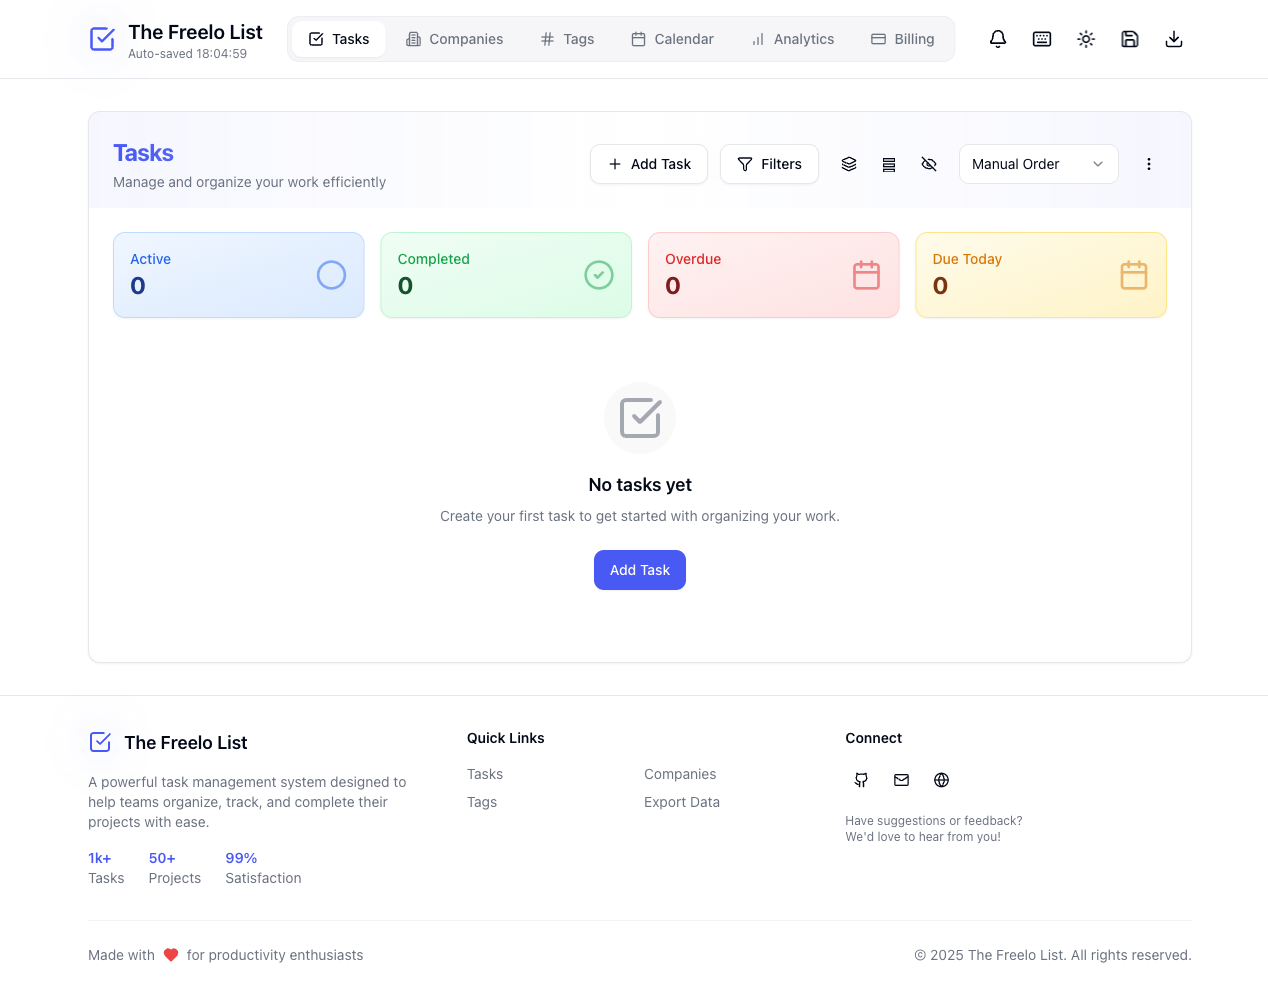 The Freelo List
Auto-saved 18:04:59
Tasks
Companies
Tags
Calendar
Analytics
Billing
Tasks
Manage and organize your work efficiently
Add Task
Filters
Manual Order
Active
0
Completed
0
Overdue
0
Due Today
0
No tasks yet
Create your first task to get started with organizing your work.
Add Task
The Freelo List
A powerful task management system designed to
help teams organize, track, and complete their
projects with ease.
1k+
Tasks
50+
Projects
99%
Satisfaction
Quick Links
Tasks
Companies
Tags
Export Data
Connect
Have suggestions or feedback?
We'd love to hear from you!
Made with ❤️ for productivity enthusiasts
© 2025 The Freelo List. All rights reserved.